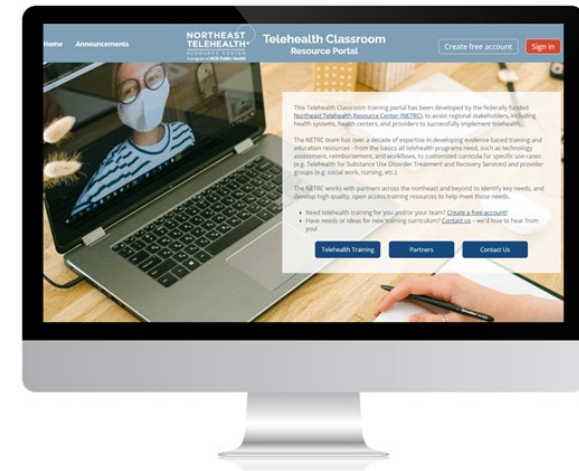 Home Announcements
NORTHEAST
TELEHEALTH
RESOURCE CENTER
A program of MCD Public Health
Telehealth Classroom
Resource Portal
Create free account Sign in
This Telehealth Classroom training portal has been developed by the federally funded
Northeast Telehealth Resource Center (NETRC), to assist regional stakeholders, including
health systems, health centers, and providers to successfully implement telehealth.
The NETRC team has over a decade of expertise in developing evidence-based training and
education resources - from the basics all telehealth programs need, such as technology
assessment, reimbursement, and workflows, to customized curricula for specific use cases
(e.g. Telehealth for Substance Use Disorder Treatment and Recovery Services) and provider
groups (e.g. social work, nursing, etc.).
The NETRC works with partners across the northeast and beyond to identify key needs, and
develop high quality, open access training resources to help meet those needs.
• Need telehealth training for you and/or your team? Create a free account!
• Have needs or ideas for new training curriculum? Contact us – we'd love to hear from
you!
Telehealth Training Partners Contact Us